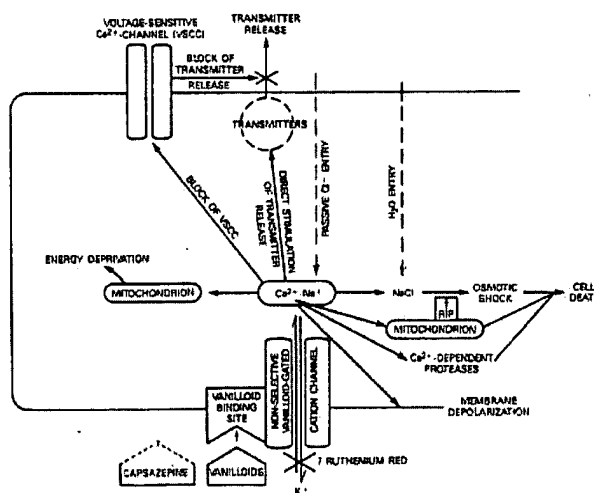 VOLTAGE-SENSITIVE
Ca²⁺-CHANNEL (VSCC)
TRANSMITTER
RELEASE
BLOCK OF
TRANSMITTER
RELEASE
TRANSMITTERS
PASSIVE Cl⁻ ENTRY
H₂O ENTRY
BLOCK OF VSCC
DIRECT STIMULATION
OF TRANSMITTER
RELEASE
ENERGY DEPRIVATION
MITOCHONDRION
Ca²⁺ Na⁺
NaCl
OSMOTIC
SHOCK
CELL
DEAT
MITOCHONDRION
Ca²⁺-DEPENDENT
PROTEASES
VANILLOID
BINDING
SITE
NON-SELECTIVE
VANILLOID-GATED
CATION CHANNEL
MEMBRANE
DEPOLARIZATION
?
CAPSAZEPINE
VANILLOIDS
? RUTHENIUM RED
K⁺